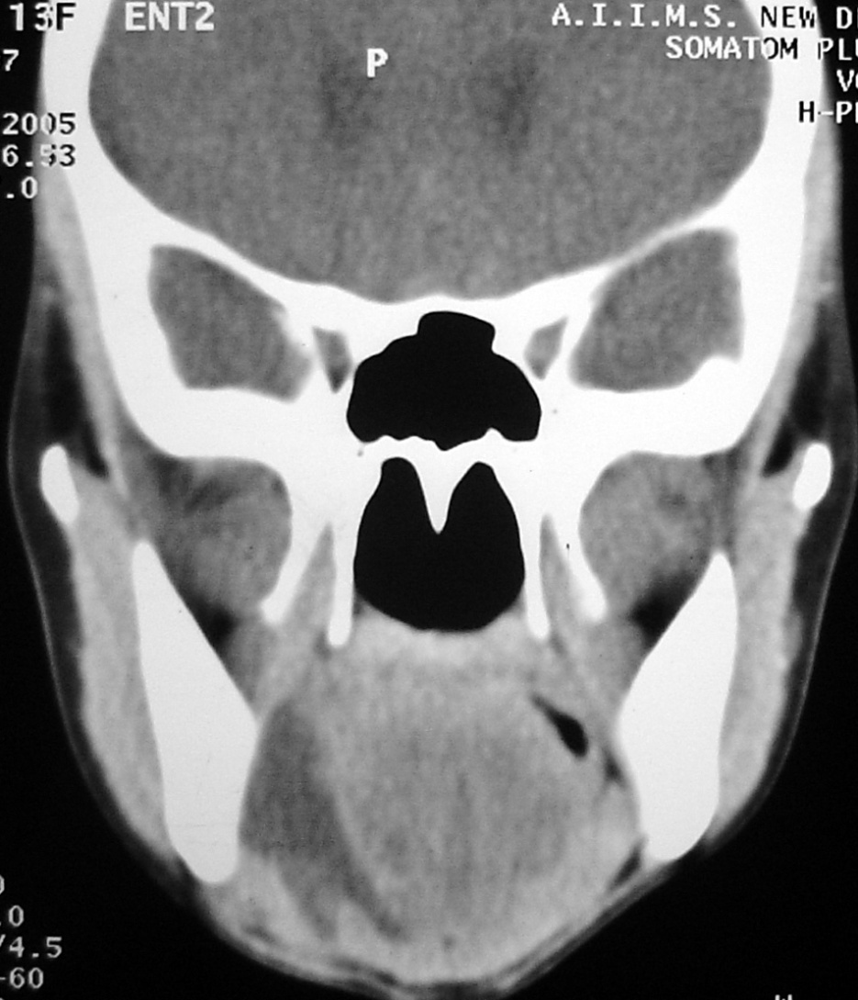 13F ENT2
A.I.I.M.S. NEW D
7
SOMATOM PL
P
V
2005
H-P
6.53
.0
.0
/4.5
-60